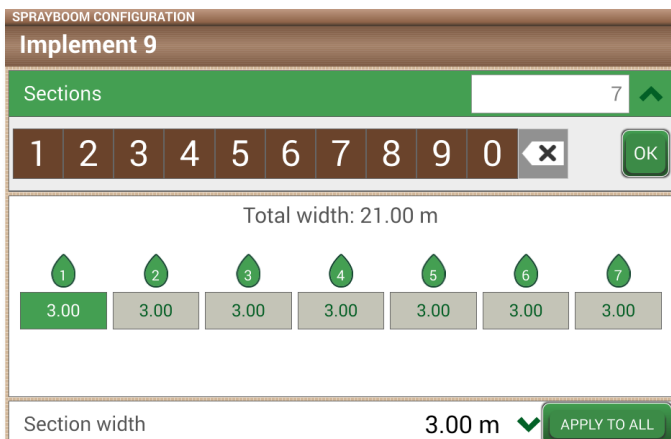 SPRAYBOOM CONFIGURATION
Implement 9
Sections 7
1 2 3 4 5 6 7 8 9 0 OK
Total width: 21.00 m
1 2 3 4 5 6 7
3.00 3.00 3.00 3.00 3.00 3.00 3.00
Section width 3.00 m APPLY TO ALL